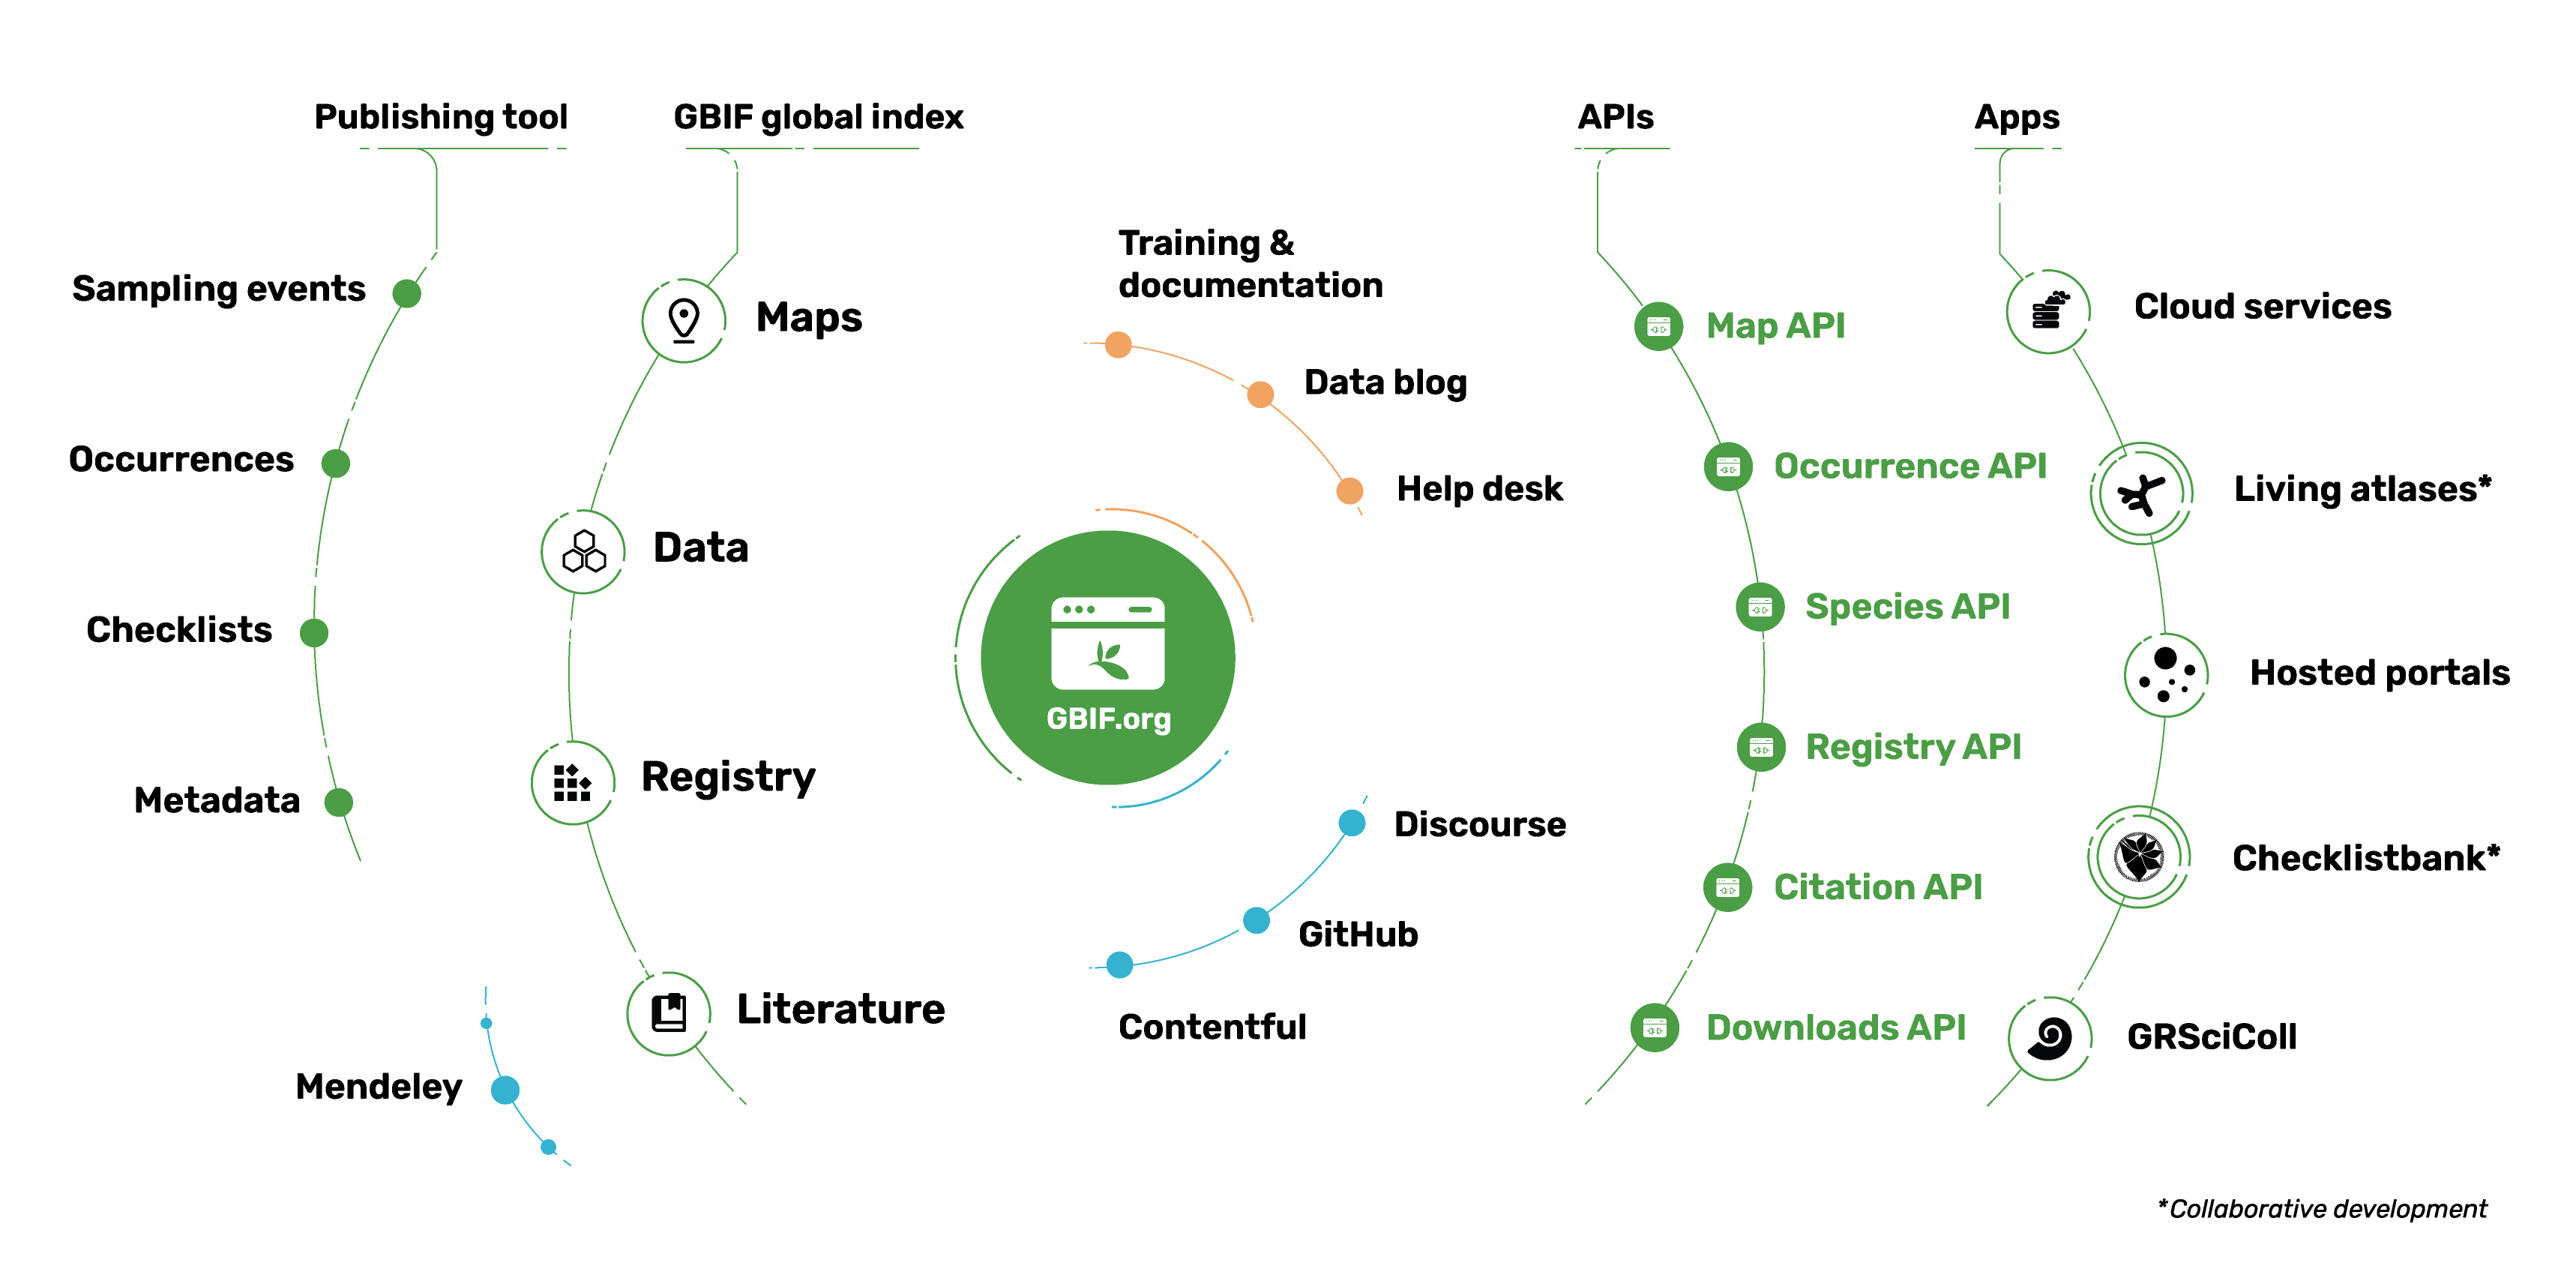 Publishing tool
Sampling events
Occurrences
Checklists
Metadata
Mendeley
GBIF global index
Maps
Data
Registry
Literature
Training &
documentation
Data blog
Help desk
GBIF.org
Discourse
GitHub
Contentful
APIs
Map API
Occurrence API
Species API
Registry API
Citation API
Downloads API
Apps
Cloud services
Living atlases*
Hosted portals
Checklistbank*
GRSciColl
*Collaborative development